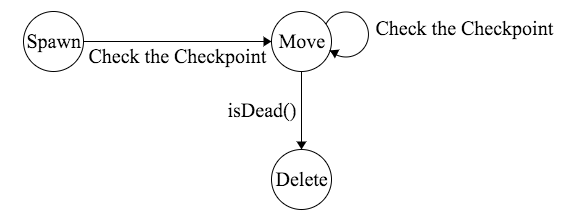 Spawn
Check the Checkpoint
Move
Check the Checkpoint
isDead()
Delete